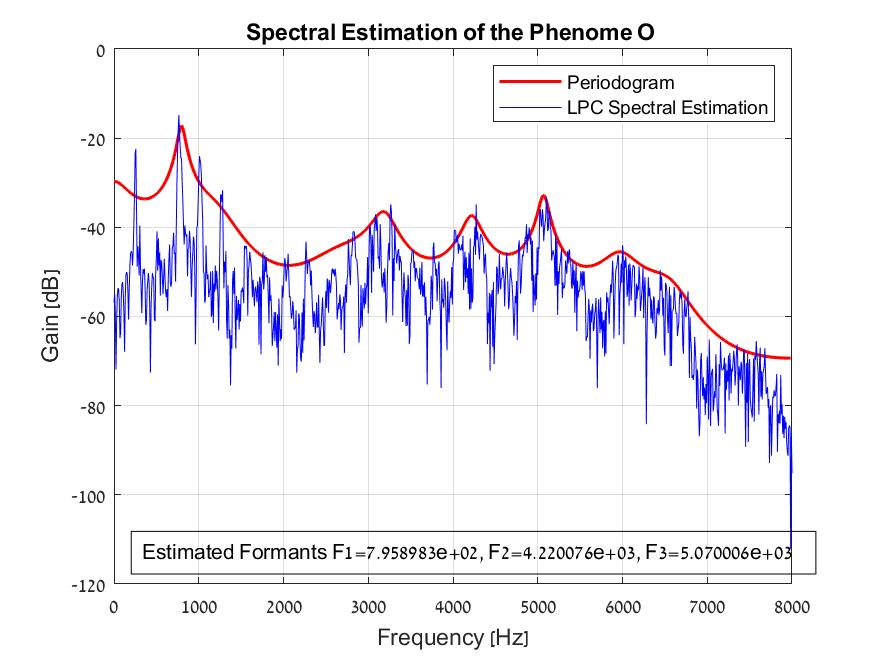 Spectral Estimation of the Phenome O
Periodogram
LPC Spectral Estimation
0
-20
-40
-60
-80
-100
-120
Gain [dB]
Estimated Formants F1=7.958983e+02, F2=4.220076e+03, F3=5.070006e+03
0 1000 2000 3000 4000 5000 6000 7000 8000
Frequency [Hz]